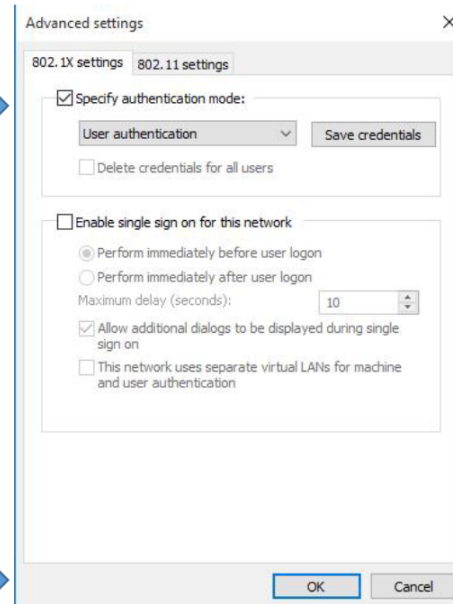 Advanced settings
802.1X settings 802.11 settings
Specify authentication mode:
User authentication Save credentials
Delete credentials for all users
Enable single sign on for this network
Perform immediately before user logon
Perform immediately after user logon
Maximum delay (seconds): 10
Allow additional dialogs to be displayed during single
sign on
This network uses separate virtual LANs for machine
and user authentication
OK Cancel